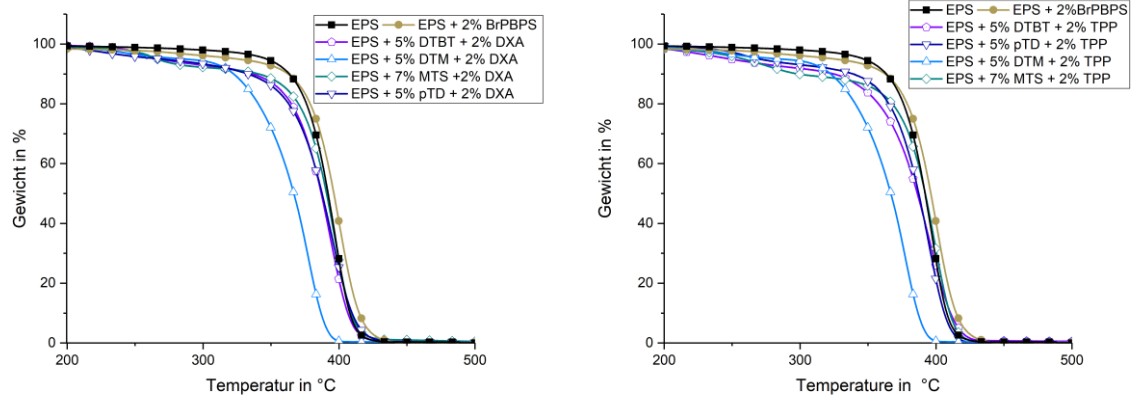 EPS EPS + 2% BrPBPS
EPS + 5% DTBT + 2% DXA
EPS + 5% DTM + 2% DXA
EPS + 7% MTS +2% DXA
EPS + 5% pTD + 2% DXA
100
80
60
40
20
0
Gewicht in %
200 300 400 500
Temperatur in °C
EPS EPS + 2%BrPBPS
EPS + 5% DTBT + 2% TPP
EPS + 5% pTD + 2% TPP
EPS + 5% DTM + 2% TPP
EPS + 7% MTS + 2% TPP
100
80
60
40
20
0
Gewicht in %
200 300 400 500
Temperature in °C